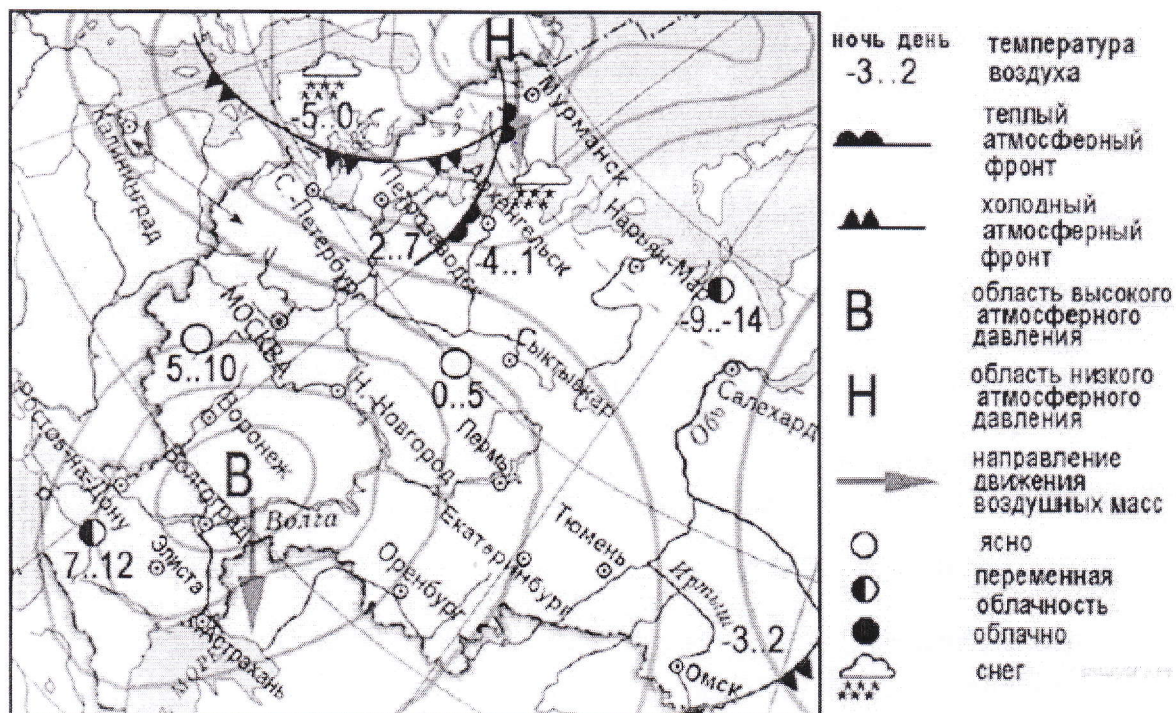 Н
-5..0
Мурманск
Калининград
С.-Петербург
Петрозаводск
Архангельск
2..7
-4..1
Нарьян-Мар
-9..-14
МОСКВА
5..10
0..5
Сыктывкар
Салехард
Обь
Н.-Новгород
Пермь
Воронеж
Ростов-на-Дону
Волгоград
В
Волга
7..12
Элиста
Оренбург
Екатеринбург
Тюмень
Иртыш
-3..2
Астрахань
МОРЕ
Омск
ночь день
-3..2
температура
воздуха
теплый
атмосферный
фронт
холодный
атмосферный
фронт
В
область высокого
атмосферного
давления
Н
область низкого
атмосферного
давления
направление
движения
воздушных масс
ясно
переменная
облачность
облачно
снег